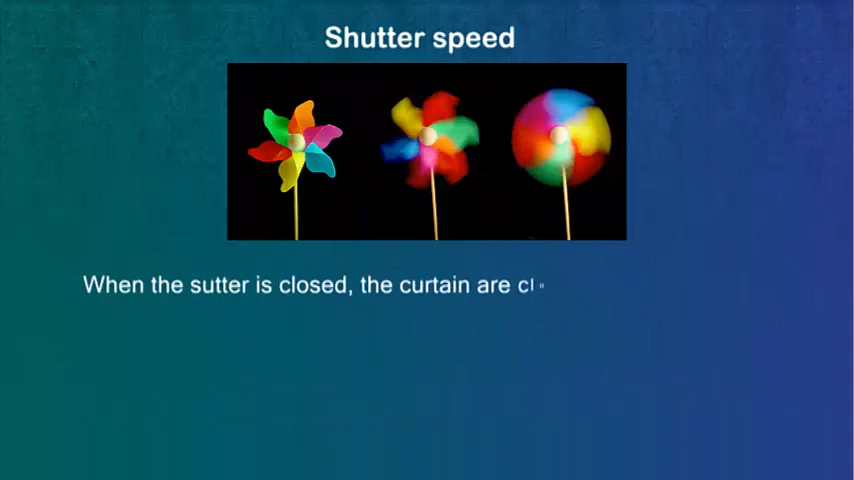 Shutter speed
When the sutter is closed, the curtain are cl